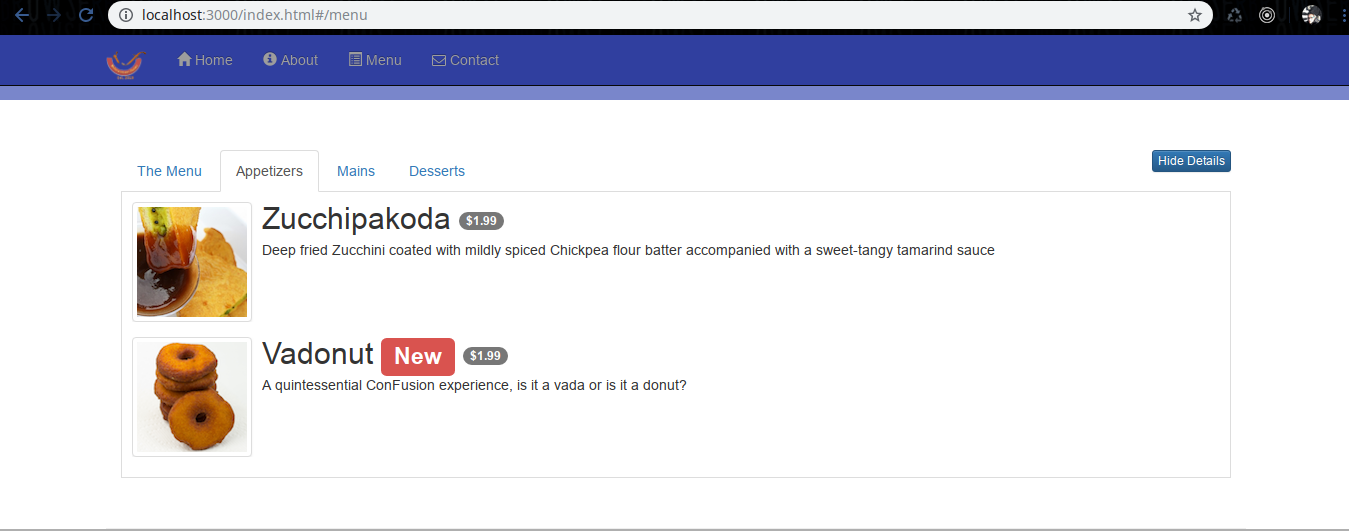 localhost:3000/index.html#/menu
Home About Menu Contact
The Menu Appetizers Mains Desserts Hide Details
Zucchipakoda $1.99
Deep fried Zucchini coated with mildly spiced Chickpea flour batter accompanied with a sweet-tangy tamarind sauce
Vadonut New $1.99
A quintessential ConFusion experience, is it a vada or is it a donut?